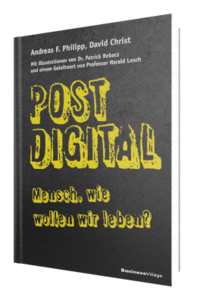 Andreas F. Philipp, David Christ
Mit Illustrationen von Dr. Patrick Rekacz
und einem Geleitwort von Professor Harald Lesch
POST
DIGITAL
Mensch, wie
wollen wir leben?
BusinessVillage